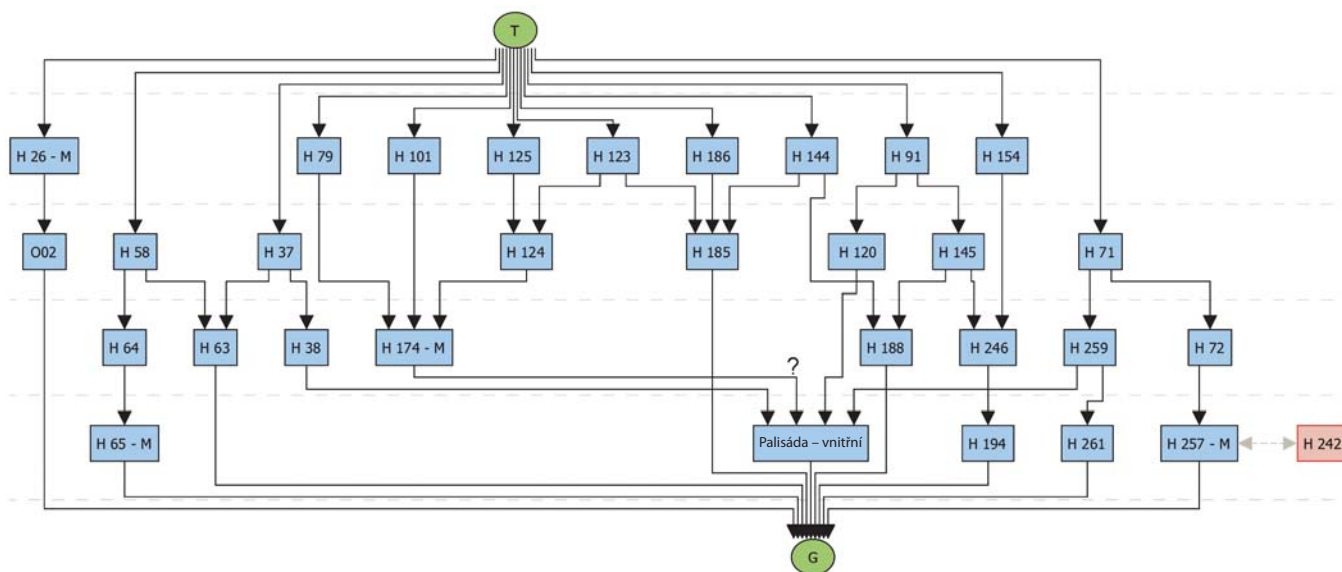 T
H 26 - M
H 79
H 101
H 125
H 123
H 186
H 144
H 91
H 154
O02
H 58
H 37
H 124
H 185
H 120
H 145
H 71
H 64
H 63
H 38
H 174 - M
?
H 188
H 246
H 259
H 72
H 65 - M
Palisáda – vnitřní
H 194
H 261
H 257 - M
H 242
G